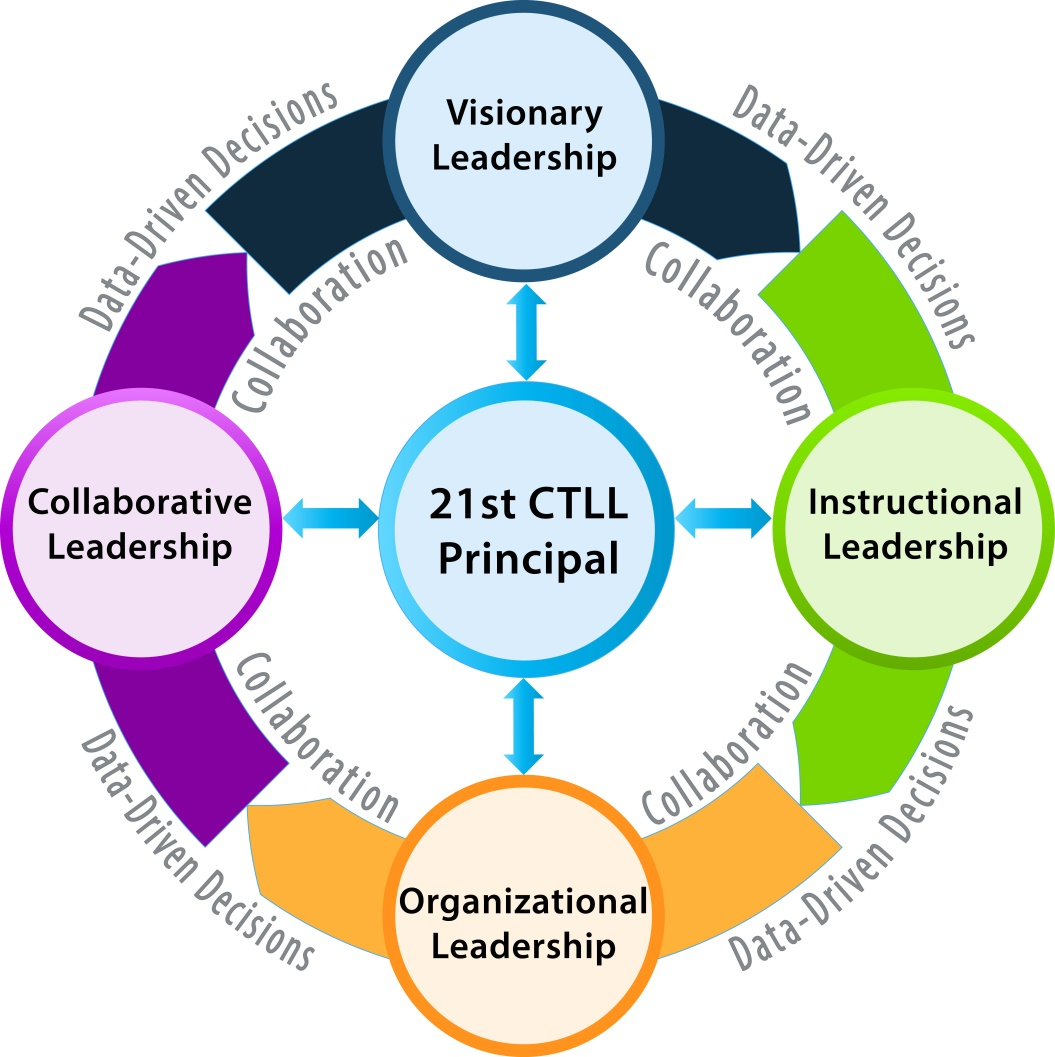 Visionary
Leadership
Data-Driven Decisions
Data-Driven Decisions
Collaboration
Collaboration
Collaborative
Leadership
21st CTLL
Principal
Instructional
Leadership
Collaboration
Collaboration
Data-Driven Decisions
Data-Driven Decisions
Organizational
Leadership